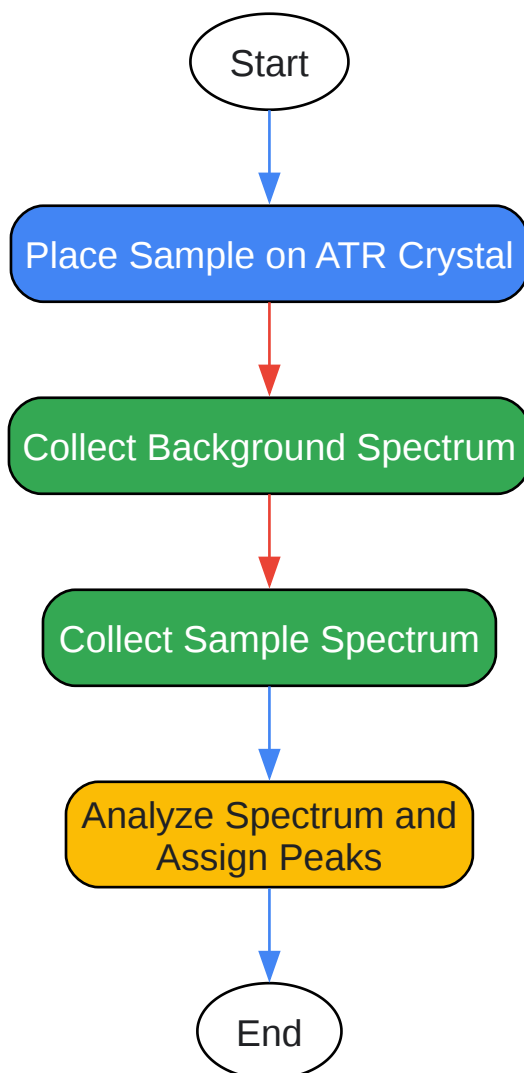 Start
Place Sample on ATR Crystal
Collect Background Spectrum
Collect Sample Spectrum
Analyze Spectrum and
Assign Peaks
End